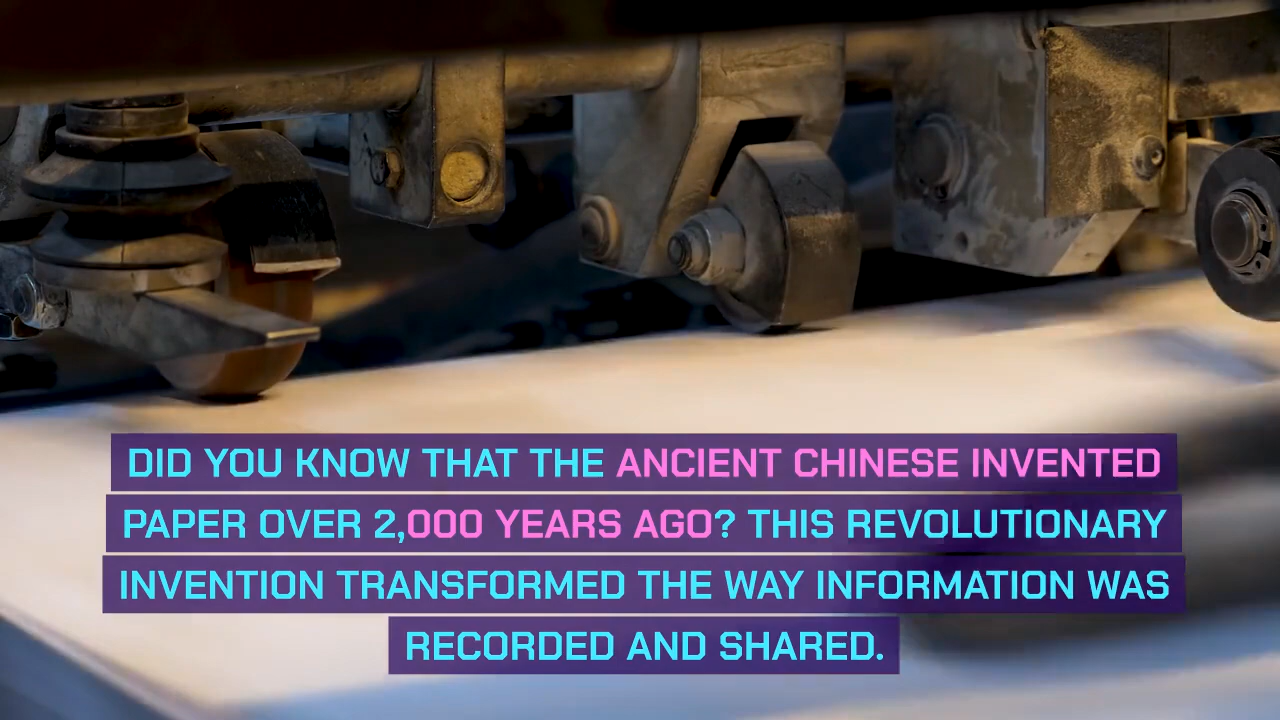 DID YOU KNOW THAT THE ANCIENT CHINESE INVENTED
PAPER OVER 2,000 YEARS AGO? THIS REVOLUTIONARY
INVENTION TRANSFORMED THE WAY INFORMATION WAS
RECORDED AND SHARED.